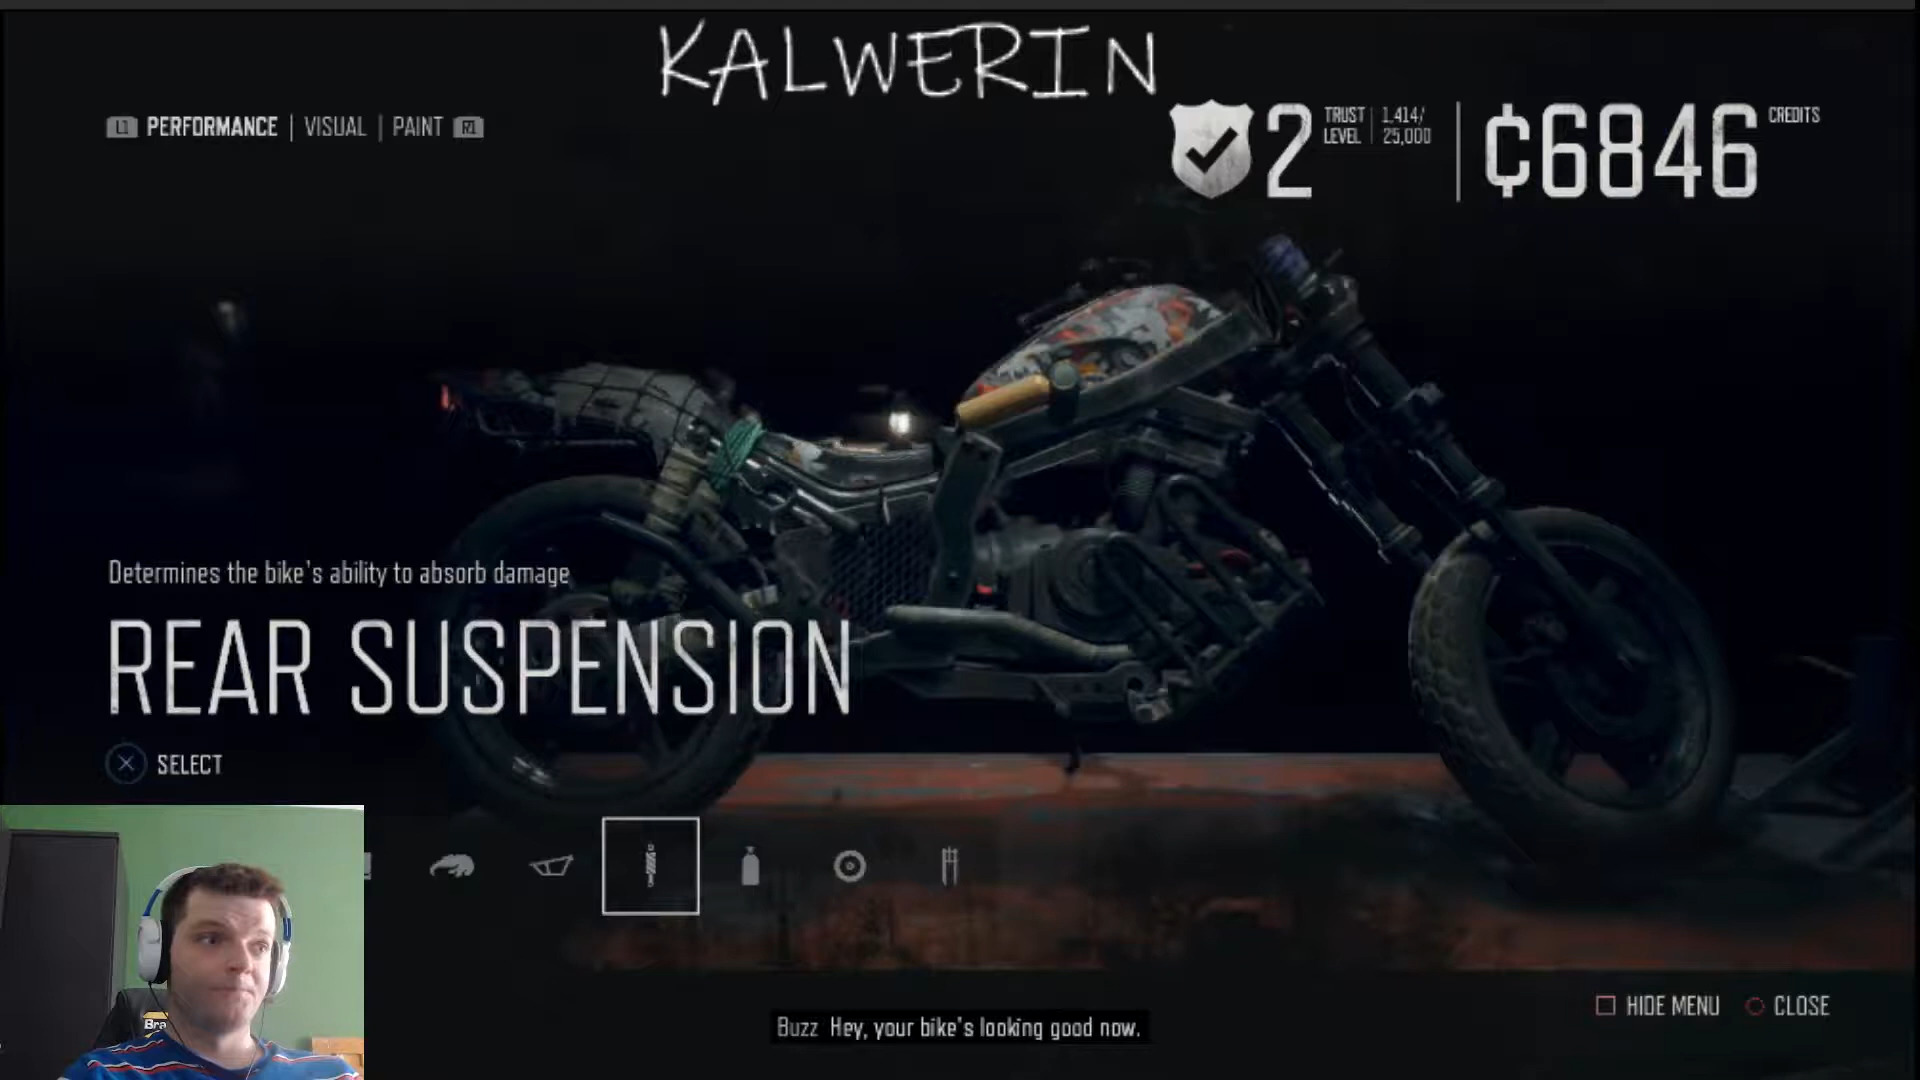 KALWERIN
L1 PERFORMANCE | VISUAL | PAINT R1
2 TRUST LEVEL 1,414/25,000
¢6846 CREDITS
Determines the bike's ability to absorb damage
REAR SUSPENSION
SELECT
Bra
HIDE MENU CLOSE
Buzz Hey, your bike's looking good now.